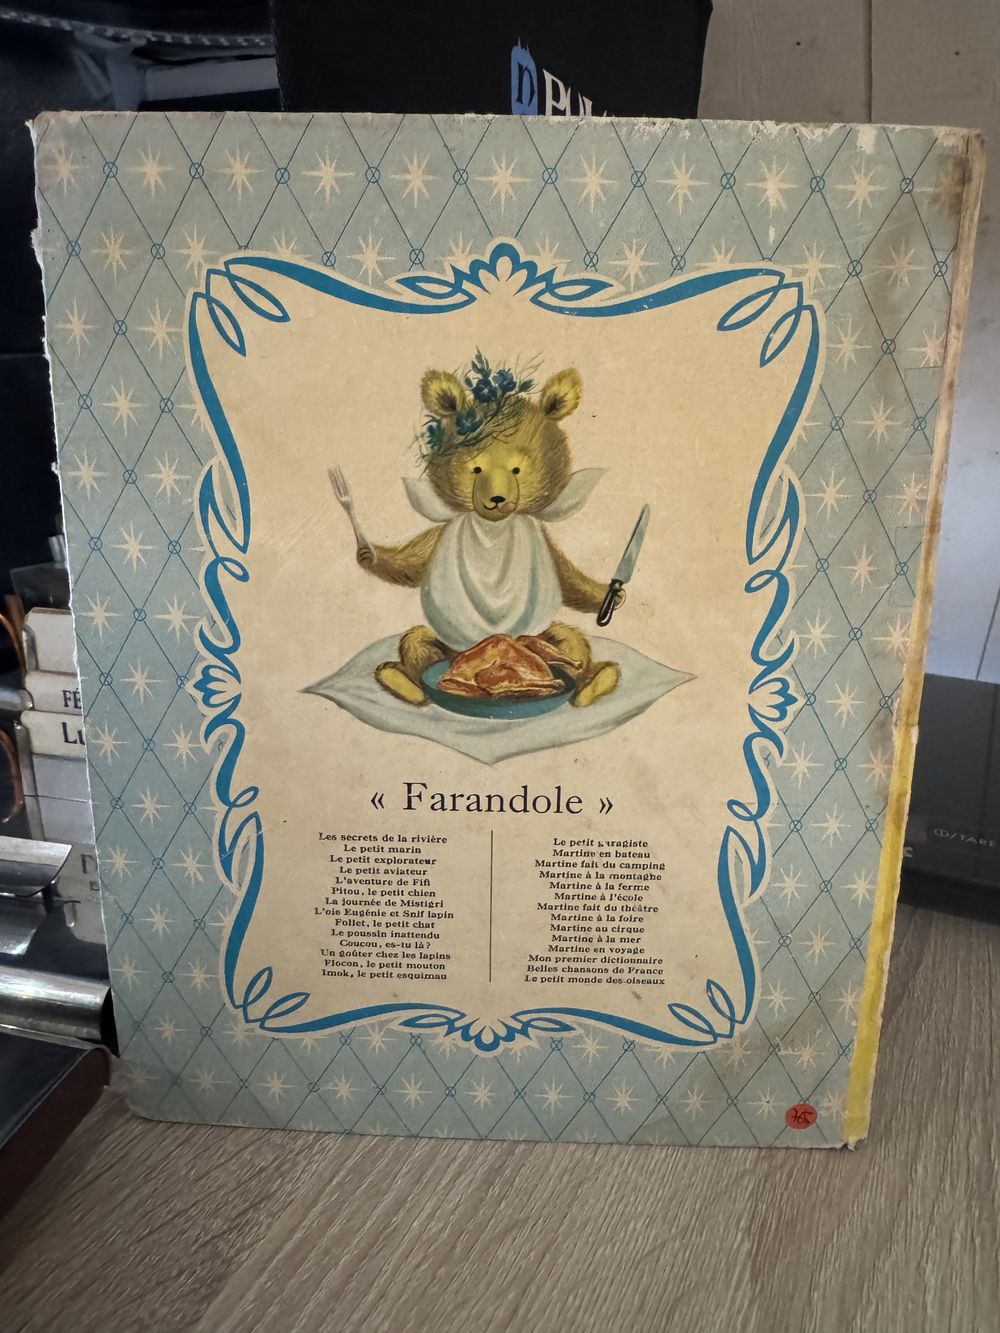 « Farandole »
Les secrets de la rivière
Le petit marin
Le petit explorateur
Le petit aviateur
L'aventure de Fifi
Pitou, le petit chien
La journée de Mistigri
L'oie Eugénie et Snif lapin
Follet, le petit chat
Le poussin inattendu
Coucou, es-tu là ?
Un goûter chez les lapins
Flocon, le petit mouton
Imok, le petit esquimau
Le petit garagiste
Martine en bateau
Martine fait du camping
Martine à la montagne
Martine à la ferme
Martine à l'école
Martine fait du théâtre
Martine à la foire
Martine au cirque
Martine à la mer
Martine en voyage
Mon premier dictionnaire
Belles chansons de France
Le petit monde des oiseaux